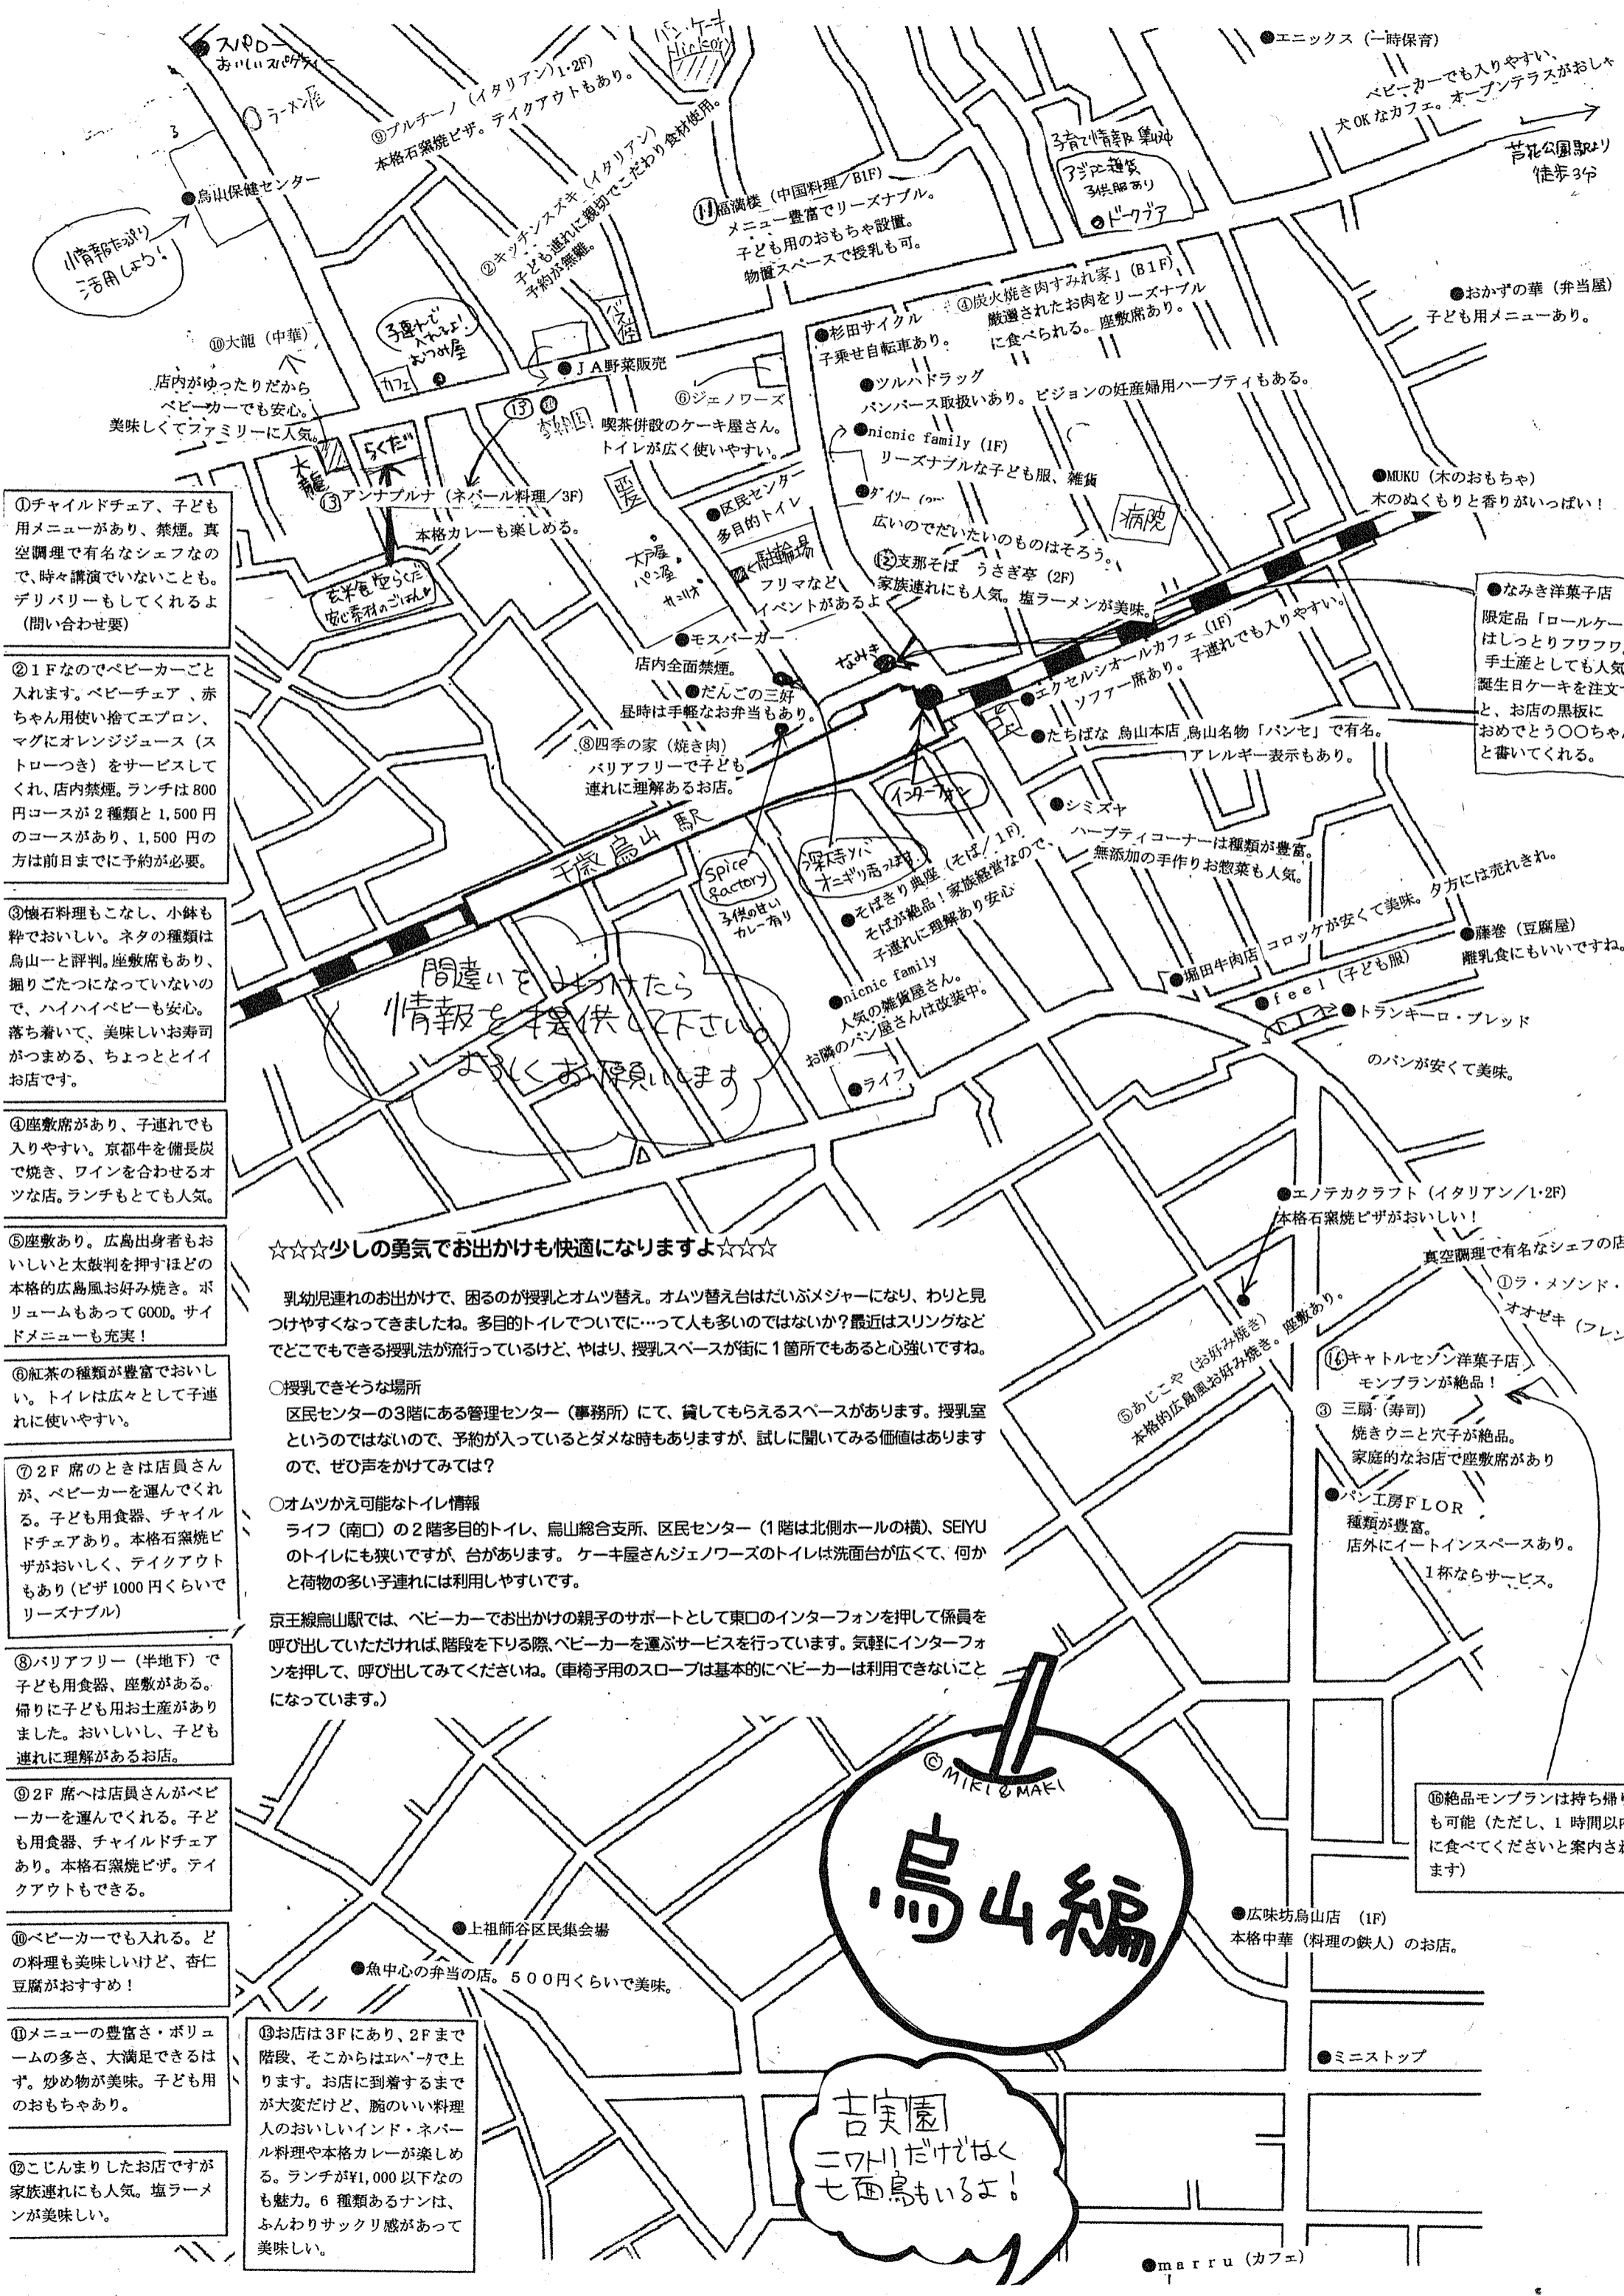 ●スパロー
おいしいスパゲティー
ラーメン屋
●烏山保健センター
情報たっぷり
活用しよう！
⑨プルチーノ（イタリアン）1・2F）
本格石窯焼ピザ。テイクアウトもあり。
パン・ケーキ
Hickory
②キッチンスズキ（イタリアン）
子ども連れに親切でこだわり食材使用。
予約が無難。
⑪福満楼（中国料理／B1F）
メニュー豊富でリーズナブル。
子ども用のおもちゃ設置。
物置スペースで授乳も可。
●エニックス（一時保育）
ベビーカーでも入りやすい、
犬OKなカフェ。オープンテラスがおしゃ
芦花公園駅より
徒歩3分
子育て情報
アジアン雑貨
子供服あり
●ドークブア
④炭火焼き肉すみれ家」（B1F）
厳選されたお肉をリーズナブル
に食べられる。座敷席あり。
●おかずの華（弁当屋）
子ども用メニューあり。
●杉田サイクル
子乗せ自転車あり。
●ツルハドラッグ
パンパース取扱いあり。ピジョンの妊産婦用ハーブティもある。
●nicnic family（1F）
リーズナブルな子ども服、雑貨
●ダイソー
広いのでだいたいのものはそろう。
⑫支那そば　うさぎ亭（2F）
家族連れにも人気。塩ラーメンが美味。
病院
●MUKU（木のおもちゃ）
木のぬくもりと香りがいっぱい！
⑩大龍（中華）
店内がゆったりだから
ベビーカーでも安心。
美味しくてファミリーに人気。
子連れで
入れるよ！
おつみ屋
カフェ
バス停
●ＪＡ野菜販売
⑬
⑥ジェノワーズ
喫茶併設のケーキ屋さん。
トイレが広く使いやすい。
大龍
らくだ
⑬アンナプルナ（ネパール料理／3F）
本格カレーも楽しめる。
玄米食堂らくだ
安心素材のごはん
西友
大戸屋
パン屋
カルディオ
●区民センター
多目的トイレ
駐輪場
フリマなど
イベントがあるよ
●モスバーガー
店内全面禁煙。
●だんごの三好
昼時は手軽なお弁当もあり。
⑧四季の家（焼き肉）
バリアフリーで子ども
連れに理解あるお店。
なみき
●なみき洋菓子店
限定品「ロールケー
はしっとりフワフワ。
手土産としても人気
誕生日ケーキを注文
と、お店の黒板に
おめでとう〇〇ちゃん
と書いてくれる。
●エクセルシオールカフェ（1F）
ソファー席あり。子連れでも入りやすい。
●たちばな 烏山本店 烏山名物「パンセ」で有名。
アレルギー表示もあり。
●シミズヤ
ハーブティコーナーは種類が豊富。
無添加の手作りお惣菜も人気。
インターフォン
千歳烏山駅
Spice
factory
子供の甘い
カレー有り
深大寺ソバ
オニギリ
●そばきり典座（そば／1F）
そばが絶品！家族経営なので、
子連れに理解あり安心
●nicnic family
人気の雑貨屋さん。
お隣のパン屋さんは改装中。
●ライフ
●堀田牛肉店 コロッケが安くて美味。夕方には売れきれ。
●藤巻（豆腐屋）
離乳食にもいいですね。
●ｆｅｅｌ（子ども服）
●トランキーロ・ブレッド
のパンが安くて美味。
間違いをみつけたら
情報を提供して下さい。
よろしくお願いします
①チャイルドチェア、子ども
用メニューがあり、禁煙。真
空調理で有名なシェフなの
で、時々講演でいないことも。
デリバリーもしてくれるよ
（問い合わせ要）
②１Ｆなのでベビーカーごと
入れます。ベビーチェア、赤
ちゃん用使い捨てエプロン、
マグにオレンジジュース（ス
トローつき）をサービスして
くれ、店内禁煙。ランチは800
円コースが２種類と1,500円
のコースがあり、1,500円の
方は前日までに予約が必要。
③懐石料理もこなし、小鉢も
粋でおいしい。ネタの種類は
烏山一と評判。座敷席もあり、
掘りごたつになっていないの
で、ハイハイベビーも安心。
落ち着いて、美味しいお寿司
がつまめる、ちょっととイイ
お店です。
④座敷席があり、子連れでも
入りやすい。京都牛を備長炭
で焼き、ワインを合わせるオ
ツな店。ランチもとても人気。
⑤座敷あり。広島出身者もお
いしいと太鼓判を押すほどの
本格的広島風お好み焼き。ボ
リュームもあってGOOD。サイ
ドメニューも充実！
⑥紅茶の種類が豊富でおいし
い。トイレは広々として子連
れに使いやすい。
⑦２Ｆ席のときは店員さん
が、ベビーカーを運んでくれ
る。子ども用食器、チャイル
ドチェアあり。本格石窯焼ピ
ザがおいしく、テイクアウト
もあり（ピザ1000円くらいで
リーズナブル）
⑧バリアフリー（半地下）で
子ども用食器、座敷がある。
帰りに子ども用お土産があり
ました。おいしいし、子ども
連れに理解があるお店。
⑨２Ｆ席へは店員さんがベビ
ーカーを運んでくれる。子ど
も用食器、チャイルドチェア
あり。本格石窯焼ピザ。テイ
クアウトもできる。
⑩ベビーカーでも入れる。ど
の料理も美味しいけど、杏仁
豆腐がおすすめ！
⑪メニューの豊富さ・ボリュ
ームの多さ、大満足できるは
ず。炒め物が美味。子ども用
のおもちゃあり。
⑫こじんまりしたお店ですが
家族連れにも人気。塩ラーメ
ンが美味しい。
⑬お店は３Ｆにあり、２Ｆまで
階段、そこからはｴﾚﾍﾞｰﾀで上
ります。お店に到着するまで
が大変だけど、腕のいい料理
人のおいしいインド・ネパー
ル料理や本格カレーが楽しめ
る。ランチが¥1,000以下なの
も魅力。６種類あるナンは、
ふんわりサックリ感があって
美味しい。
☆☆☆少しの勇気でお出かけも快適になりますよ☆☆☆
乳幼児連れのお出かけで、困るのが授乳とオムツ替え。オムツ替え台はだいぶメジャーになり、わりと見
つけやすくなってきましたね。多目的トイレでついでに…って人も多いのではないか？最近はスリングなど
でどこでもできる授乳法が流行っているけど、やはり、授乳スペースが街に１箇所でもあると心強いですね。
○授乳できそうな場所
区民センターの３階にある管理センター（事務所）にて、貸してもらえるスペースがあります。授乳室
というのではないので、予約が入っているとダメな時もありますが、試しに聞いてみる価値はあります
ので、ぜひ声をかけてみては？
○オムツかえ可能なトイレ情報
ライフ（南口）の２階多目的トイレ、烏山総合支所、区民センター（１階は北側ホールの横）、SEIYU
のトイレにも狭いですが、台があります。 ケーキ屋さんジェノワーズのトイレは洗面台が広くて、何か
と荷物の多い子連れには利用しやすいです。
京王線烏山駅では、ベビーカーでお出かけの親子のサポートとして東口のインターフォンを押して係員を
呼び出していただければ、階段を下りる際、ベビーカーを運ぶサービスを行っています。気軽にインターフォ
ンを押して、呼び出してみてくださいね。（車椅子用のスロープは基本的にベビーカーは利用できないこと
になっています。）
●エノテカクラフト（イタリアン／1・2F）
本格石窯焼ピザがおいしい！
真空調理で有名なシェフの店
①ラ・メゾンド・
オオゼキ（フレン
⑤あじこや（お好み焼き）
本格的広島風お好み焼き。座敷あり。
⑯キャトルセゾン洋菓子店
モンブランが絶品！
③ 三扇（寿司）
焼きウニと穴子が絶品。
家庭的なお店で座敷席があり
●パン工房ＦＬＯＲ
種類が豊富。
店外にイートインスペースあり。
１杯ならサービス。
⑯絶品モンブランは持ち帰り
も可能（ただし、１時間以内
に食べてくださいと案内され
ます）
©MIKI&MAKI
烏山編
●広味坊烏山店 （1F）
本格中華（料理の鉄人）のお店。
●上祖師谷区民集会場
●魚中心の弁当の店。５００円くらいで美味。
●ミニストップ
吉実園
ニワトリだけでなく
七面鳥もいるよ！
●ｍａｒｒｕ（カフェ）